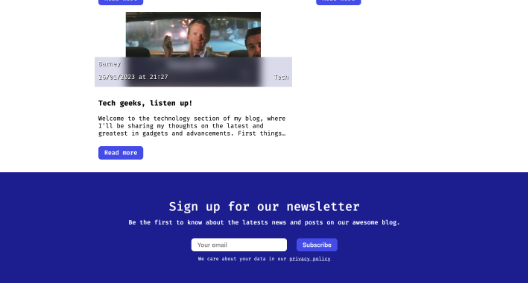 Barney
26/01/2023 at 21:27
Tech
Tech geeks, listen up!
Welcome to the technology section of my blog, where
I'll be sharing my thoughts on the latest and
greatest in gadgets and advancements. First things…
Read more
Sign up for our newsletter
Be the first to know about the latests news and posts on our awesome blog.
Your email
Subscribe
We care about your data in our privacy policy